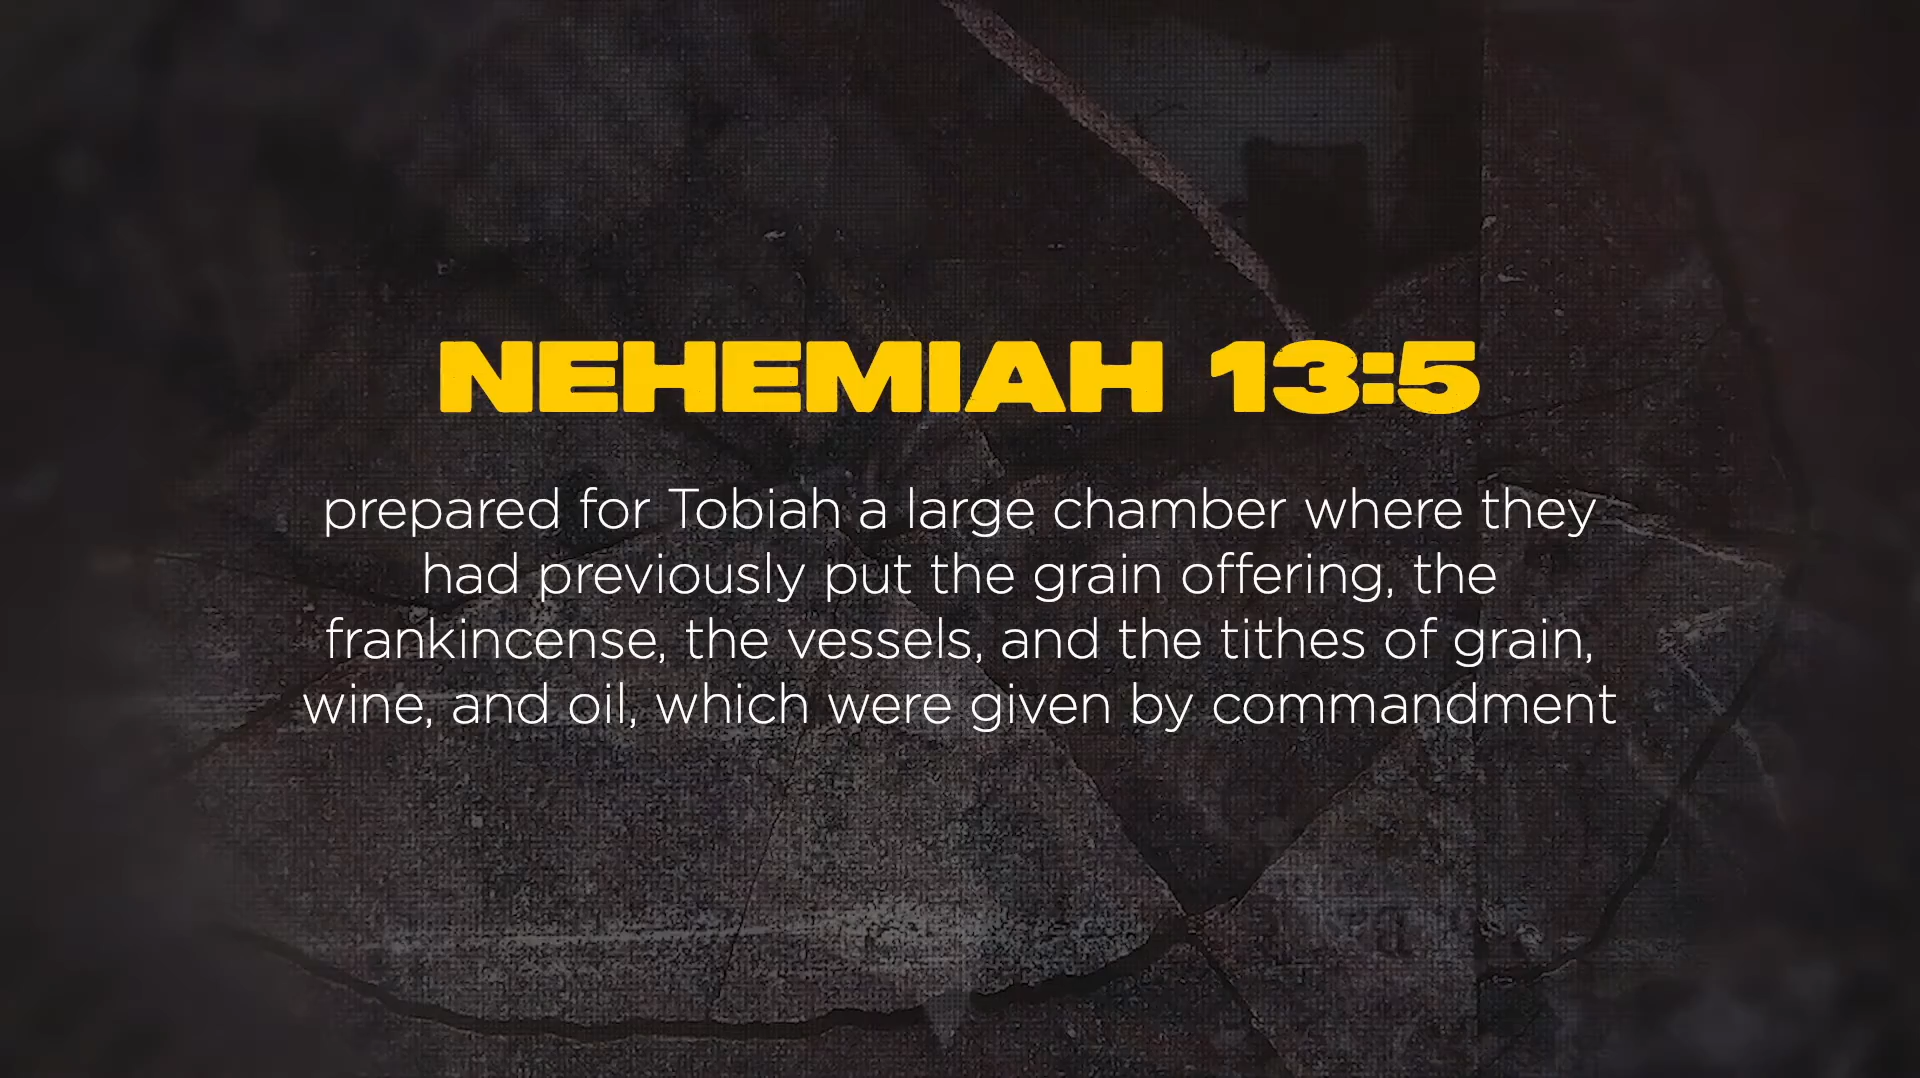 NEHEMIAH 13:5
prepared for Tobiah a large chamber where they
had previously put the grain offering, the
frankincense, the vessels, and the tithes of grain,
wine, and oil, which were given by commandment